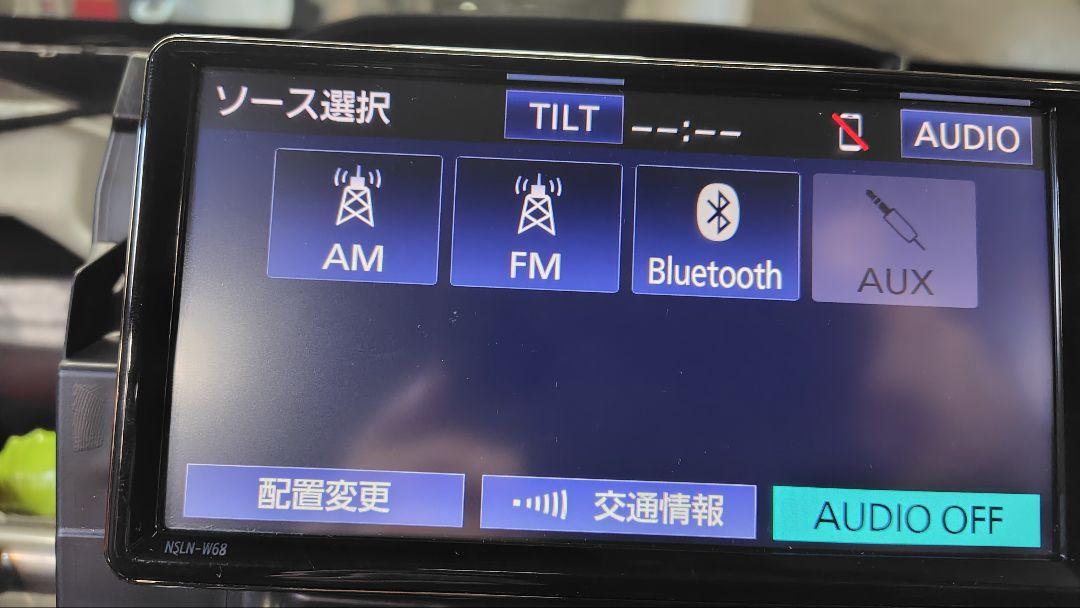 ソース選択
TILT
--:--
AUDIO
AM
FM
Bluetooth
AUX
配置変更
交通情報
AUDIO OFF
NSLN-W68